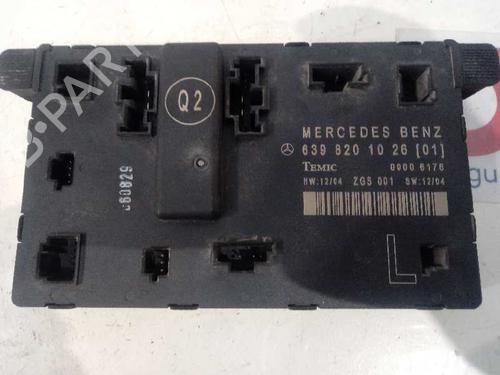 Q2
MERCEDES BENZ
639 820 10 26 [01]
TEMIC 0000 6176
HW:12/04 ZGS 001 SW:12/04
060829
L